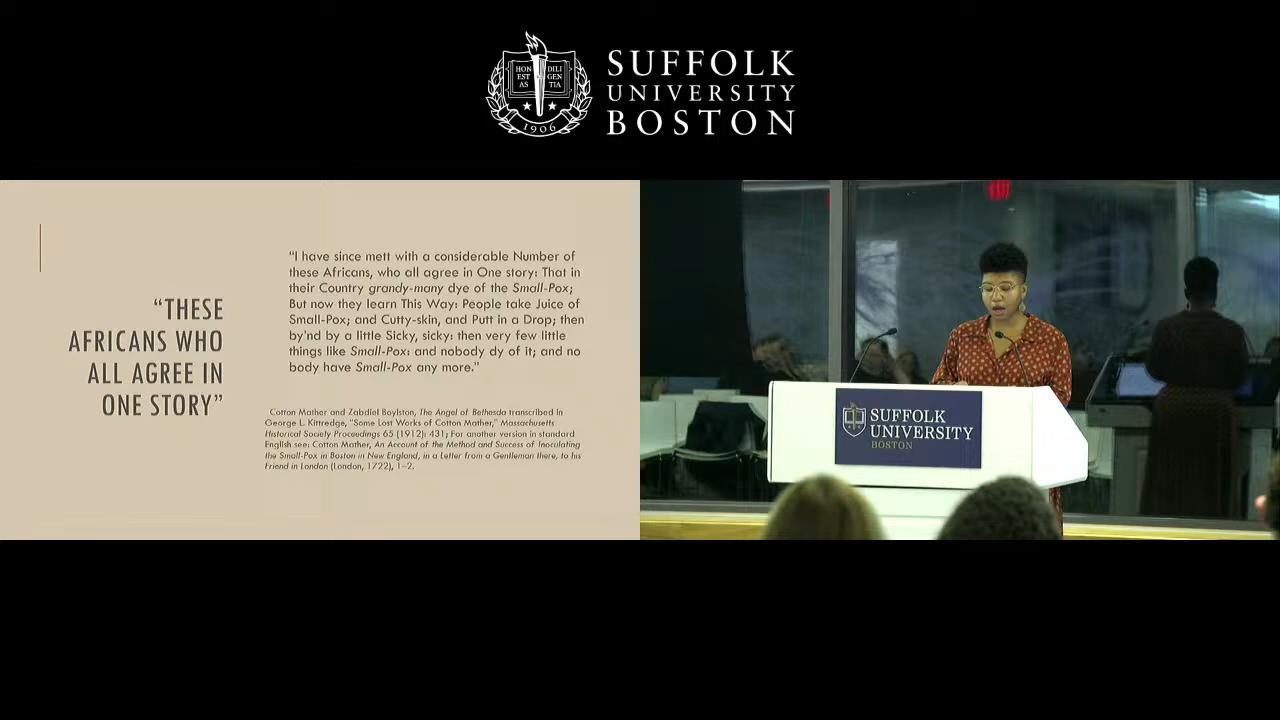 HON EST AS DILI GEN TIA
1906
SUFFOLK
UNIVERSITY
BOSTON
“THESE
AFRICANS WHO
ALL AGREE IN
ONE STORY”
“I have since mett with a considerable Number of
these Africans, who all agree in One story: That in
their Country grandy-many dye of the Small-Pox;
But now they learn This Way: People take Juice of
Small-Pox; and Cutty-skin, and Putt in a Drop; then
by'nd by a little Sicky, sicky: then very few little
things like Small-Pox: and nobody dy of it; and no
body have Small-Pox any more.”
Cotton Mather and Zabdiel Boylston, The Angel of Bethesda transcribed in
George L. Kittredge, “Some Lost Works of Cotton Mather,” Massachusetts
Historical Society Proceedings 65 (1912): 431; For another version in standard
English see: Cotton Mather, An Account of the Method and Success of Inoculating
the Small-Pox in Boston in New England, in a Letter from a Gentleman there, to his
Friend in London (London, 1722), 1–2.
SUFFOLK
UNIVERSITY
BOSTON